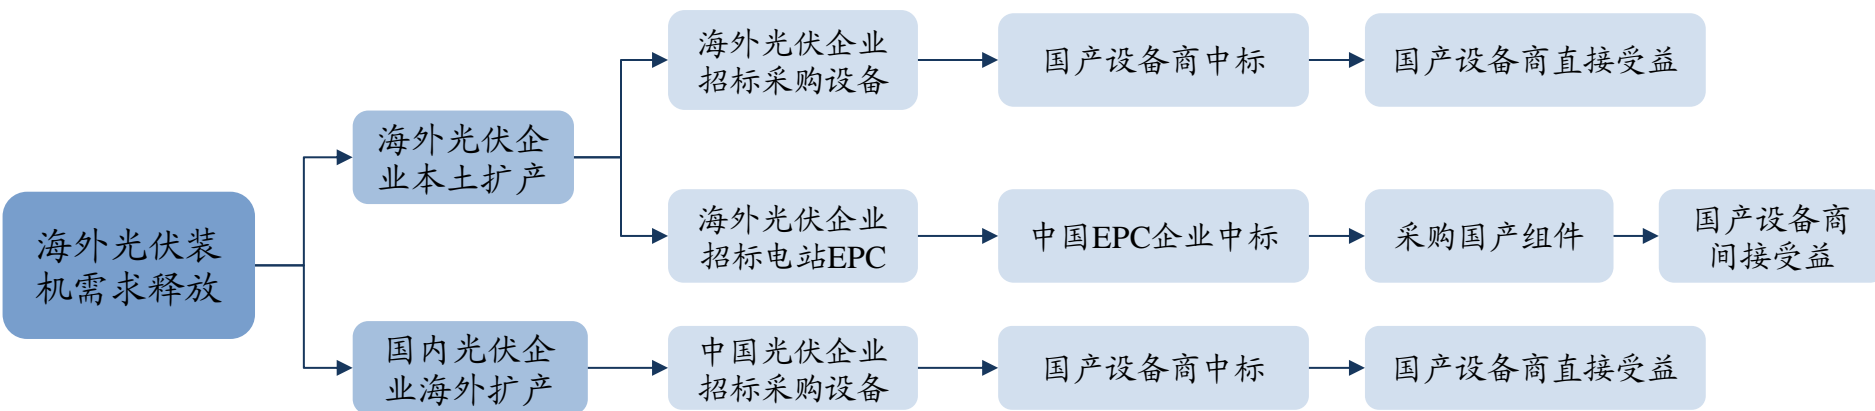 海外光伏装
机需求释放
海外光伏企
业本土扩产
海外光伏企业
招标采购设备
国产设备商中标
国产设备商直接受益
海外光伏企业
招标电站EPC
中国EPC企业中标
采购国产组件
国产设备商
间接受益
国内光伏企
业海外扩产
中国光伏企业
招标采购设备
国产设备商中标
国产设备商直接受益